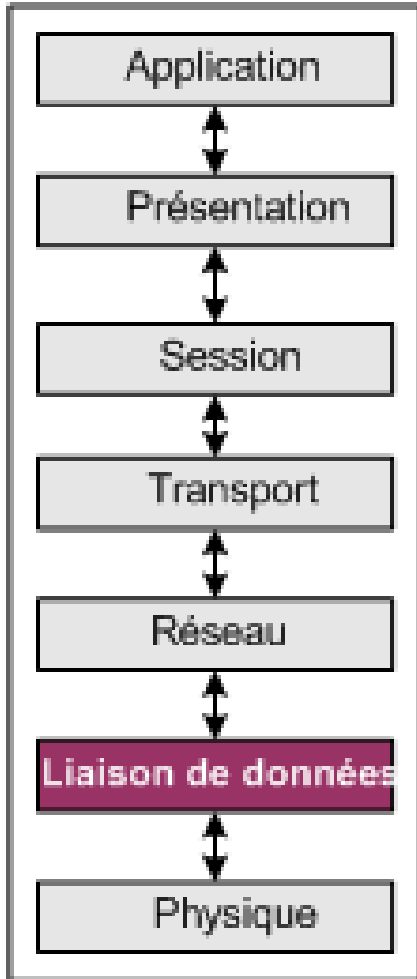 Application
Présentation
Session
Transport
Réseau
Liaison de données
Physique